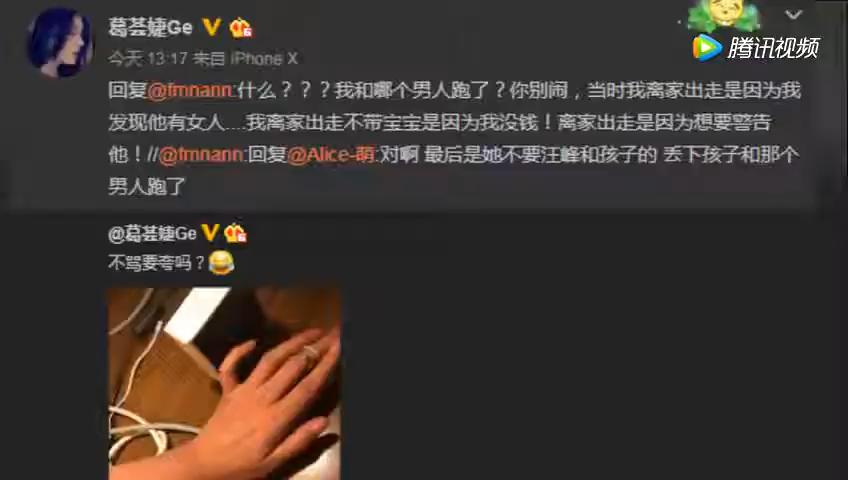 葛荟婕Ge
腾讯视频
今天 13:17 来自 iPhone X
回复@fmnann:什么？？？我和哪个男人跑了？你别闹，当时我离家出走是因为我
发现他有女人....我离家出走不带宝宝是因为我没钱！离家出走是因为想要警告
他！//@fmnann:回复@Alice-萌:对啊 最后是她不要汪峰和孩子的 丢下孩子和那个
男人跑了
@葛荟婕Ge
不骂要夸吗？😂